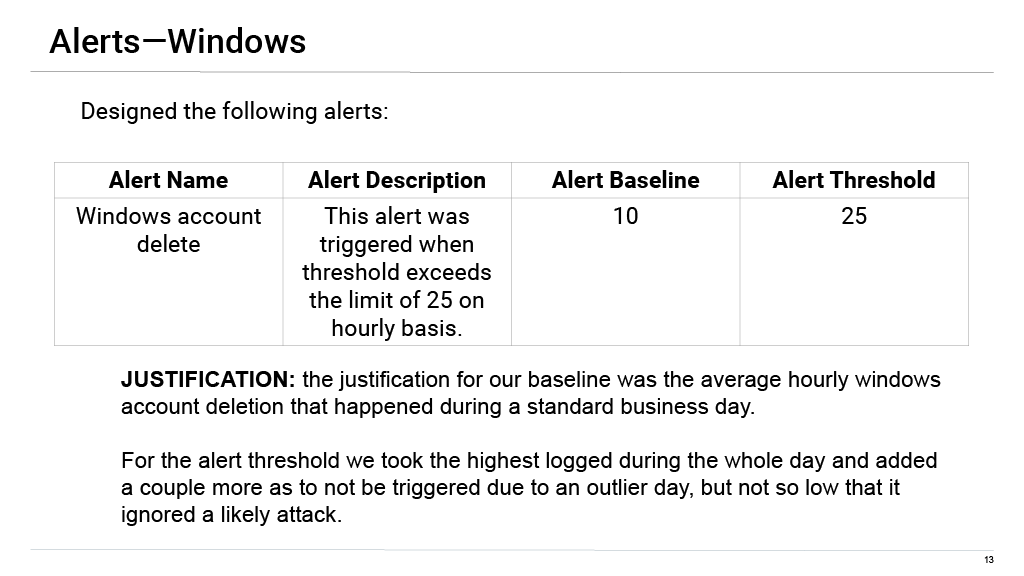 Alerts—Windows
Designed the following alerts:
Alert Name Alert Description Alert Baseline Alert Threshold
Windows account This alert was 10 25
delete triggered when
threshold exceeds
the limit of 25 on
hourly basis.
JUSTIFICATION: the justification for our baseline was the average hourly windows
account deletion that happened during a standard business day.
For the alert threshold we took the highest logged during the whole day and added
a couple more as to not be triggered due to an outlier day, but not so low that it
ignored a likely attack.
13